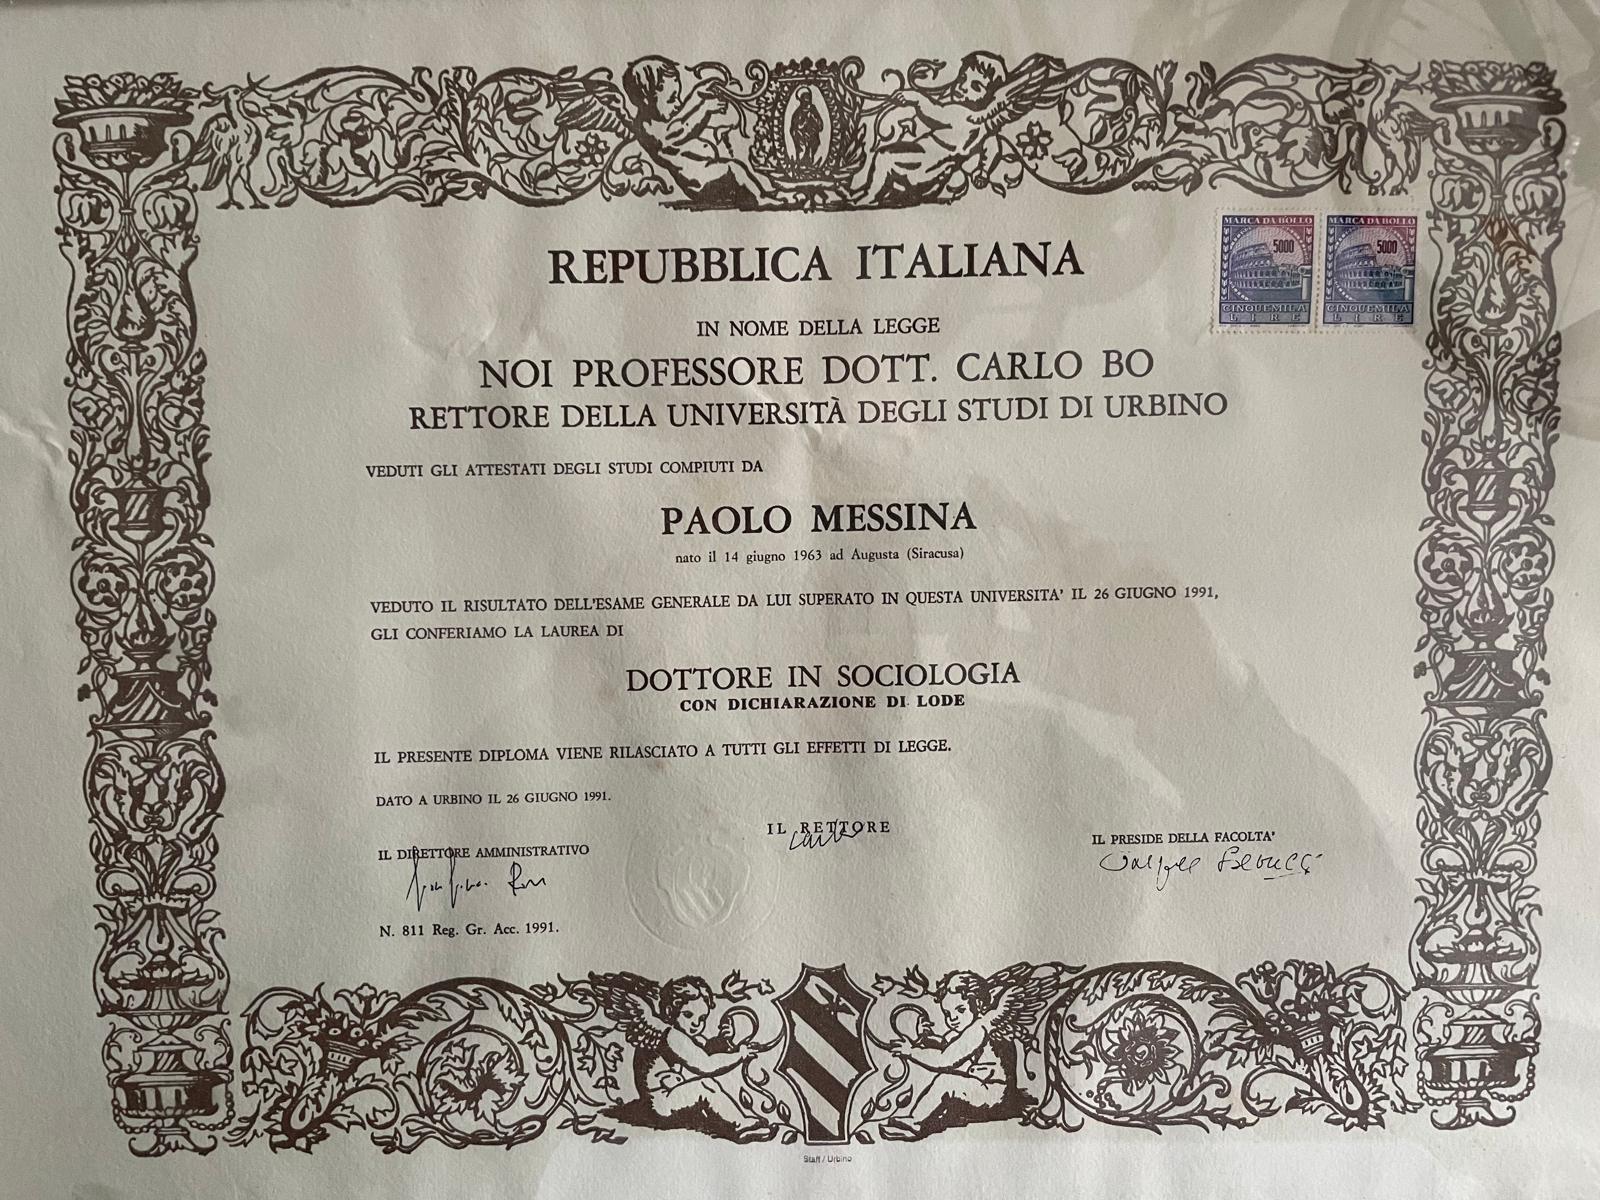 MARCA DA BOLLO
5000
CINQUEMILA
LIRE
MARCA DA BOLLO
5000
CINQUEMILA
LIRE
REPUBBLICA ITALIANA
IN NOME DELLA LEGGE
NOI PROFESSORE DOTT. CARLO BO
RETTORE DELLA UNIVERSITÀ DEGLI STUDI DI URBINO
VEDUTI GLI ATTESTATI DEGLI STUDI COMPIUTI DA
PAOLO MESSINA
nato il 14 giugno 1963 ad Augusta (Siracusa)
VEDUTO IL RISULTATO DELL'ESAME GENERALE DA LUI SUPERATO IN QUESTA UNIVERSITA' IL 26 GIUGNO 1991,
GLI CONFERIAMO LA LAUREA DI
DOTTORE IN SOCIOLOGIA
CON DICHIARAZIONE DI LODE
IL PRESENTE DIPLOMA VIENE RILASCIATO A TUTTI GLI EFFETTI DI LEGGE.
DATO A URBINO IL 26 GIUGNO 1991.
IL DIRETTORE AMMINISTRATIVO
IL RETTORE
IL PRESIDE DELLA FACOLTA'
N. 811 Reg. Gr. Acc. 1991.
Staff / Urbino